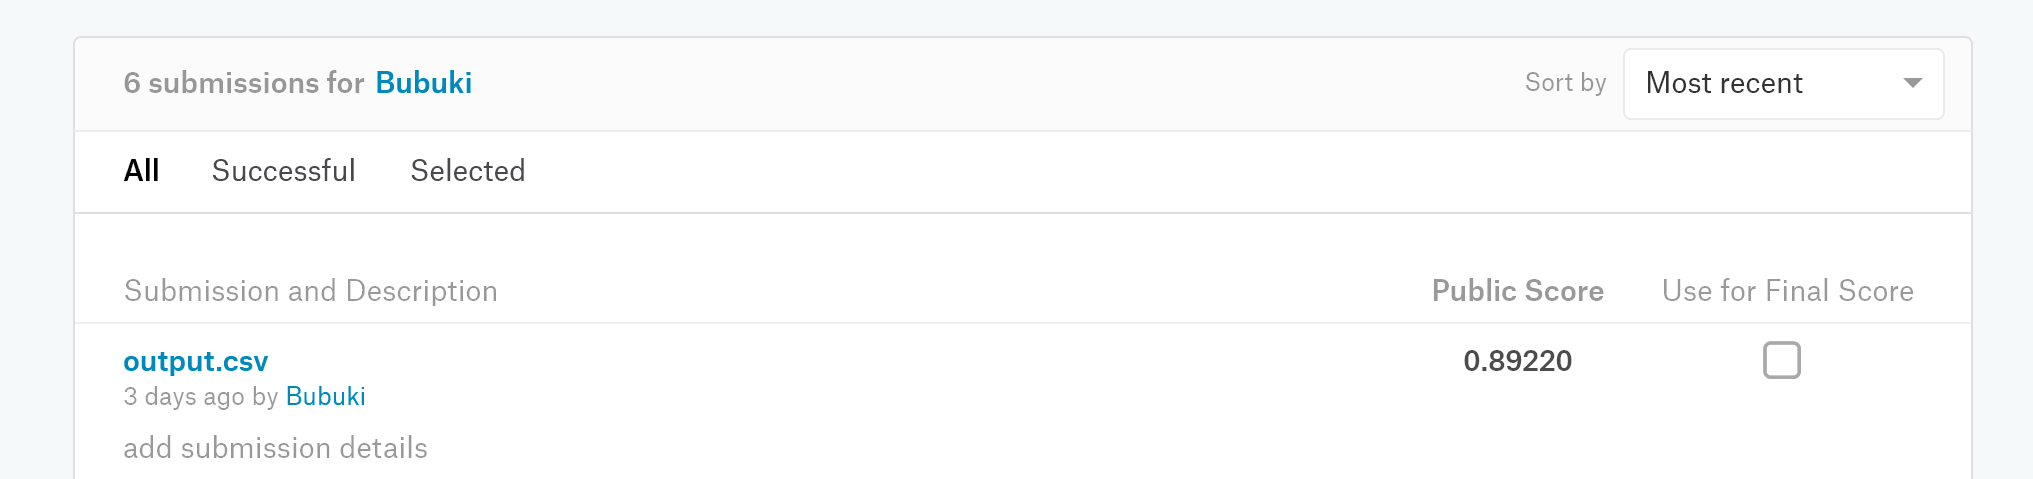 6 submissions for Bubuki
Sort by Most recent
All Successful Selected
Submission and Description Public Score Use for Final Score
output.csv 0.89220
3 days ago by Bubuki
add submission details